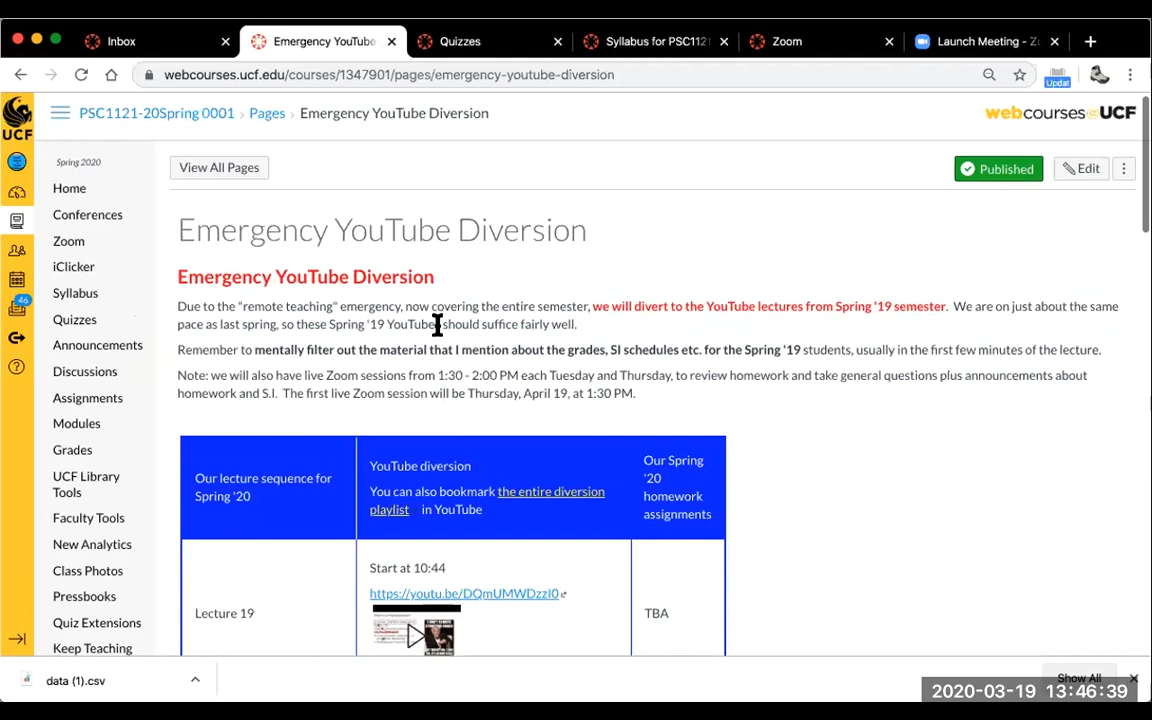 Inbox
Emergency YouTube
Quizzes
Syllabus for PSC1121
Zoom
Launch Meeting - Zo
webcourses.ucf.edu/courses/1347901/pages/emergency-youtube-diversion
Updat
UCF
PSC1121-20Spring 0001 › Pages › Emergency YouTube Diversion
webcourses@UCF
Spring 2020
View All Pages
Published
Edit
Home
Conferences
Zoom
iClicker
Syllabus
46
Quizzes
Announcements
Discussions
Assignments
Modules
Grades
UCF Library
Tools
Faculty Tools
New Analytics
Class Photos
Pressbooks
Quiz Extensions
Keep Teaching
Emergency YouTube Diversion
Emergency YouTube Diversion
Due to the "remote teaching" emergency, now covering the entire semester, we will divert to the YouTube lectures from Spring '19 semester. We are on just about the same
pace as last spring, so these Spring '19 YouTube should suffice fairly well.
Remember to mentally filter out the material that I mention about the grades, SI schedules etc. for the Spring '19 students, usually in the first few minutes of the lecture.
Note: we will also have live Zoom sessions from 1:30 - 2:00 PM each Tuesday and Thursday, to review homework and take general questions plus announcements about
homework and S.I. The first live Zoom session will be Thursday, April 19, at 1:30 PM.
Our lecture sequence for
Spring '20
YouTube diversion
You can also bookmark the entire diversion
playlist in YouTube
Our Spring
'20
homework
assignments
Lecture 19
Start at 10:44
https://youtu.be/DQmUMWDzzI0
TBA
data (1).csv
Show All
2020-03-19 13:46:39